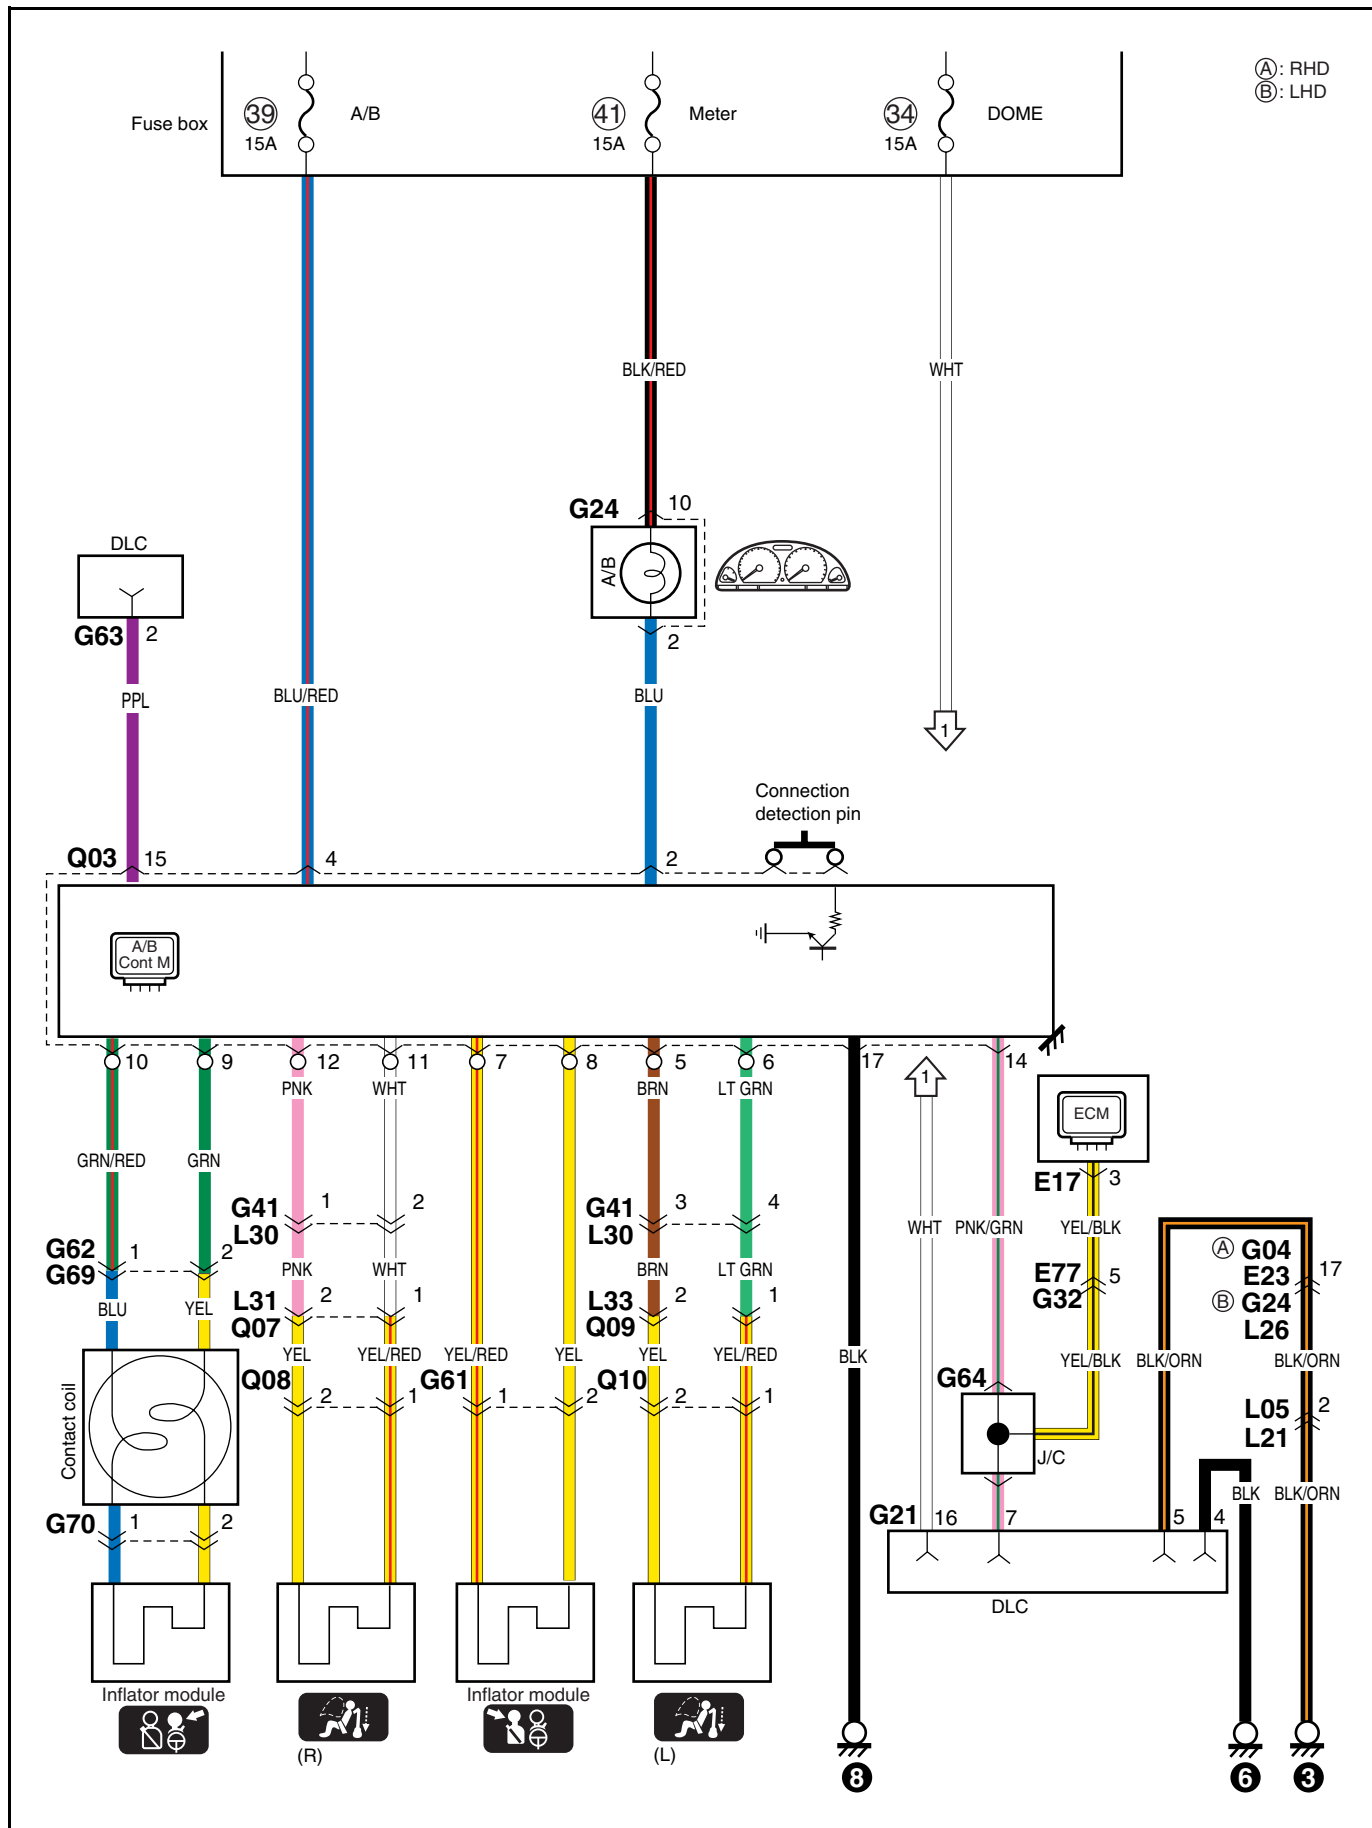 Ⓐ: RHD
Ⓑ: LHD
Fuse box
39
15A
A/B
41
15A
Meter
34
15A
DOME
BLK/RED
WHT
G24
10
A/B
2
DLC
G63
2
PPL
BLU/RED
BLU
1
Connection
detection pin
Q03
15
4
2
A/B
Cont M
10
9
12
11
7
8
5
6
17
1
14
PNK
WHT
BRN
LT GRN
ECM
E17
3
GRN/RED
GRN
G41
L30
1
2
G41
L30
3
4
WHT
PNK/GRN
YEL/BLK
Ⓐ G04
E23
17
Ⓑ G24
L26
G62
G69
1
2
PNK
WHT
BRN
LT GRN
E77
G32
5
BLU
YEL
L31
Q07
2
1
L33
Q09
2
1
YEL
YEL/RED
YEL/RED
YEL
YEL
YEL/RED
BLK
YEL/BLK
BLK/ORN
BLK/ORN
Q08
2
1
G61
1
2
Q10
2
1
G64
J/C
L05
L21
2
Contact coil
BLK
BLK/ORN
G70
1
2
G21
16
7
5
4
DLC
Inflator module
(R)
Inflator module
(L)
8
6
3